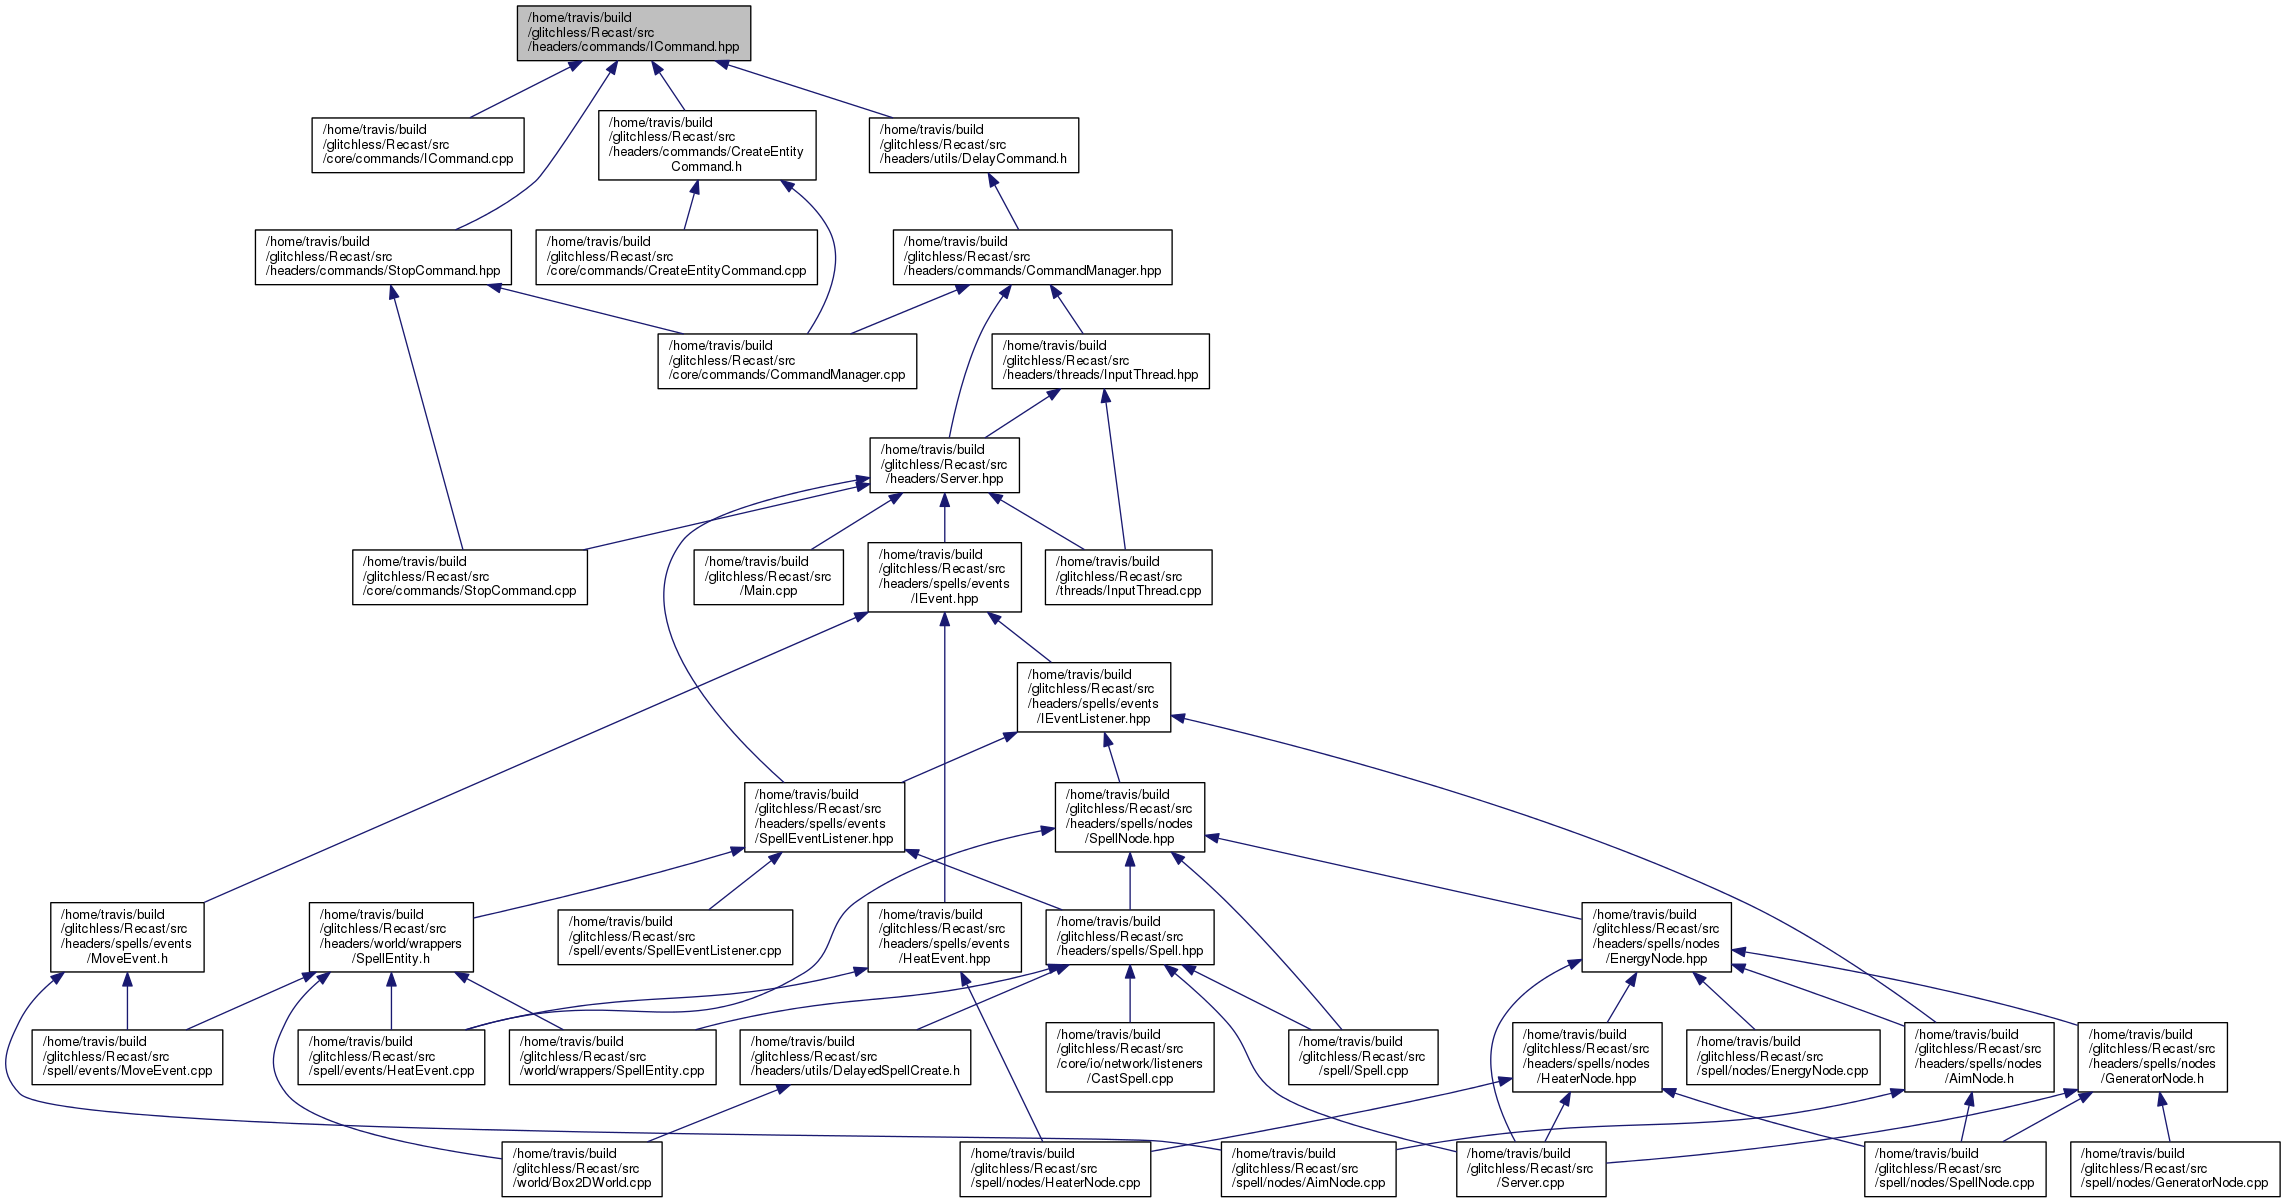 /home/travis/build
/glitchless/Recast/src
/headers/commands/ICommand.hpp
/home/travis/build
/glitchless/Recast/src
/core/commands/ICommand.cpp
/home/travis/build
/glitchless/Recast/src
/headers/commands/CreateEntity
Command.h
/home/travis/build
/glitchless/Recast/src
/headers/utils/DelayCommand.h
/home/travis/build
/glitchless/Recast/src
/headers/commands/StopCommand.hpp
/home/travis/build
/glitchless/Recast/src
/core/commands/CreateEntityCommand.cpp
/home/travis/build
/glitchless/Recast/src
/headers/commands/CommandManager.hpp
/home/travis/build
/glitchless/Recast/src
/core/commands/CommandManager.cpp
/home/travis/build
/glitchless/Recast/src
/headers/threads/InputThread.hpp
/home/travis/build
/glitchless/Recast/src
/headers/Server.hpp
/home/travis/build
/glitchless/Recast/src
/core/commands/StopCommand.cpp
/home/travis/build
/glitchless/Recast/src
/Main.cpp
/home/travis/build
/glitchless/Recast/src
/headers/spells/events
/IEvent.hpp
/home/travis/build
/glitchless/Recast/src
/threads/InputThread.cpp
/home/travis/build
/glitchless/Recast/src
/headers/spells/events
/IEventListener.hpp
/home/travis/build
/glitchless/Recast/src
/headers/spells/events
/SpellEventListener.hpp
/home/travis/build
/glitchless/Recast/src
/headers/spells/nodes
/SpellNode.hpp
/home/travis/build
/glitchless/Recast/src
/headers/spells/events
/MoveEvent.h
/home/travis/build
/glitchless/Recast/src
/headers/world/wrappers
/SpellEntity.h
/home/travis/build
/glitchless/Recast/src
/spell/events/SpellEventListener.cpp
/home/travis/build
/glitchless/Recast/src
/headers/spells/events
/HeatEvent.hpp
/home/travis/build
/glitchless/Recast/src
/headers/spells/Spell.hpp
/home/travis/build
/glitchless/Recast/src
/headers/spells/nodes
/EnergyNode.hpp
/home/travis/build
/glitchless/Recast/src
/spell/events/MoveEvent.cpp
/home/travis/build
/glitchless/Recast/src
/spell/events/HeatEvent.cpp
/home/travis/build
/glitchless/Recast/src
/world/wrappers/SpellEntity.cpp
/home/travis/build
/glitchless/Recast/src
/headers/utils/DelayedSpellCreate.h
/home/travis/build
/glitchless/Recast/src
/core/io/network/listeners
/CastSpell.cpp
/home/travis/build
/glitchless/Recast/src
/spell/Spell.cpp
/home/travis/build
/glitchless/Recast/src
/headers/spells/nodes
/HeaterNode.hpp
/home/travis/build
/glitchless/Recast/src
/spell/nodes/EnergyNode.cpp
/home/travis/build
/glitchless/Recast/src
/headers/spells/nodes
/AimNode.h
/home/travis/build
/glitchless/Recast/src
/headers/spells/nodes
/GeneratorNode.h
/home/travis/build
/glitchless/Recast/src
/world/Box2DWorld.cpp
/home/travis/build
/glitchless/Recast/src
/spell/nodes/HeaterNode.cpp
/home/travis/build
/glitchless/Recast/src
/spell/nodes/AimNode.cpp
/home/travis/build
/glitchless/Recast/src
/Server.cpp
/home/travis/build
/glitchless/Recast/src
/spell/nodes/SpellNode.cpp
/home/travis/build
/glitchless/Recast/src
/spell/nodes/GeneratorNode.cpp